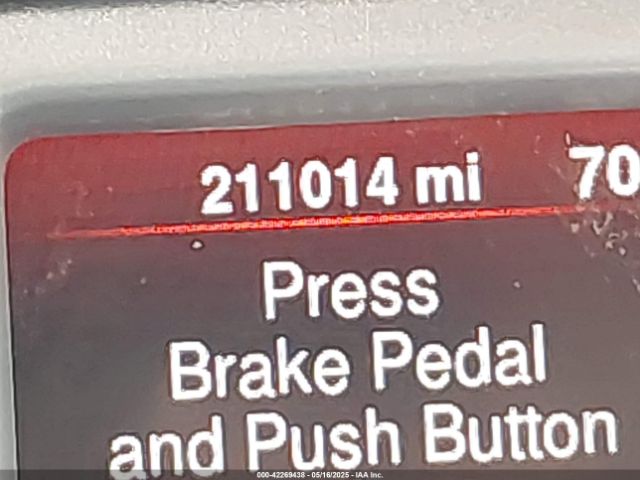 211014 mi 70
Press
Brake Pedal
and Push Button
000-42269438 - 05/16/2025 - IAA Inc.